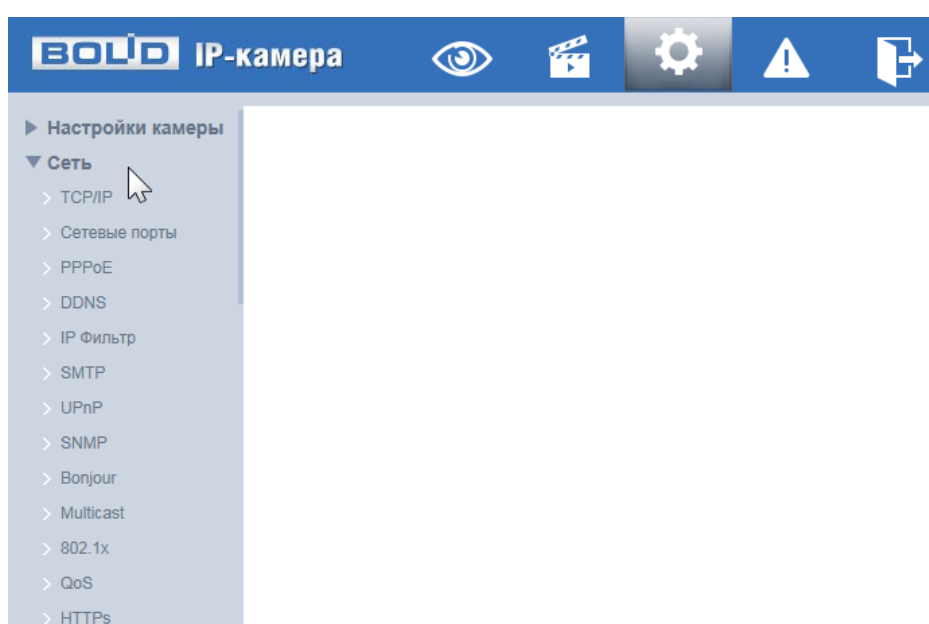 BOLID IP-камера
Настройки камеры
Сеть
TCP/IP
Сетевые порты
PPPoE
DDNS
IP Фильтр
SMTP
UPnP
SNMP
Bonjour
Multicast
802.1x
QoS
HTTPs